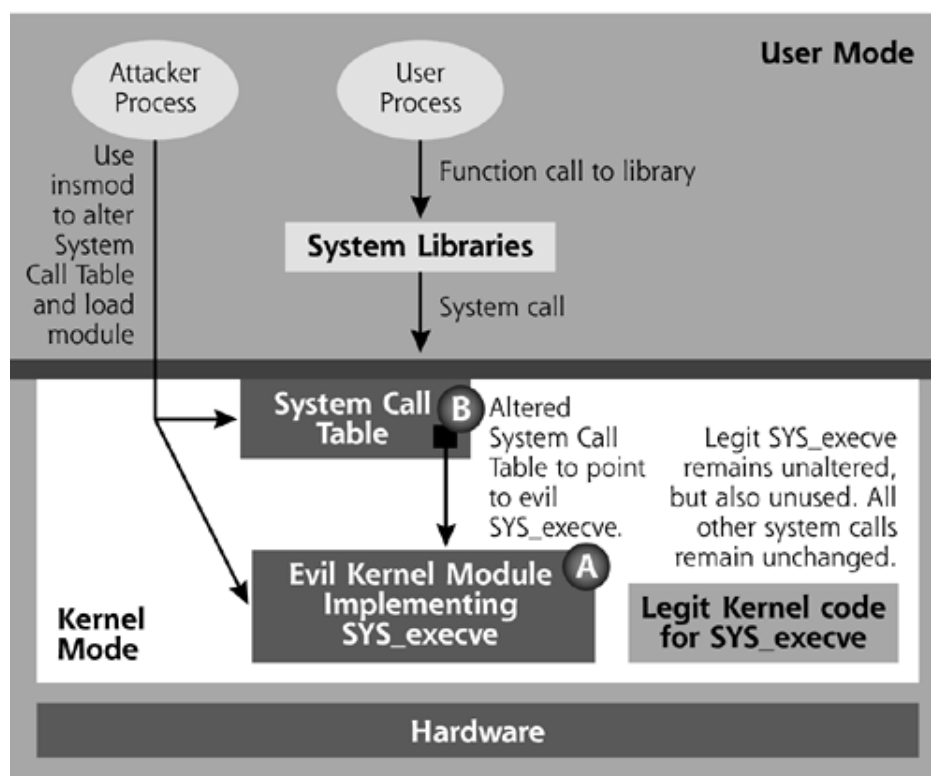 User Mode
Attacker
Process
User
Process
Use
insmod
to alter
System
Call Table
and load
module
Function call to library
System Libraries
System call
System Call
Table
B
Altered
System Call
Table to point
to evil
SYS_execve.
Legit SYS_execve
remains unaltered,
but also unused. All
other system calls
remain unchanged.
A
Evil Kernel Module
Implementing
SYS_execve
Legit Kernel code
for SYS_execve
Kernel
Mode
Hardware